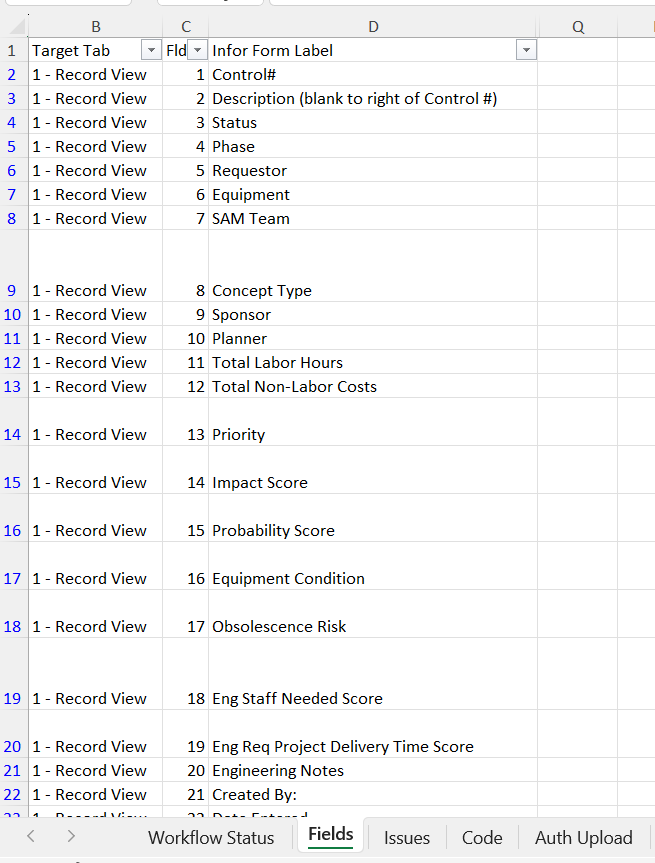 B C D Q
1 Target Tab Fld Infor Form Label
2 1 - Record View 1 Control#
3 1 - Record View 2 Description (blank to right of Control #)
4 1 - Record View 3 Status
5 1 - Record View 4 Phase
6 1 - Record View 5 Requestor
7 1 - Record View 6 Equipment
8 1 - Record View 7 SAM Team
9 1 - Record View 8 Concept Type
10 1 - Record View 9 Sponsor
11 1 - Record View 10 Planner
12 1 - Record View 11 Total Labor Hours
13 1 - Record View 12 Total Non-Labor Costs
14 1 - Record View 13 Priority
15 1 - Record View 14 Impact Score
16 1 - Record View 15 Probability Score
17 1 - Record View 16 Equipment Condition
18 1 - Record View 17 Obsolescence Risk
19 1 - Record View 18 Eng Staff Needed Score
20 1 - Record View 19 Eng Req Project Delivery Time Score
21 1 - Record View 20 Engineering Notes
22 1 - Record View 21 Created By:
23 1 - Record View 22 Date Entered
Workflow Status Fields Issues Code Auth Upload